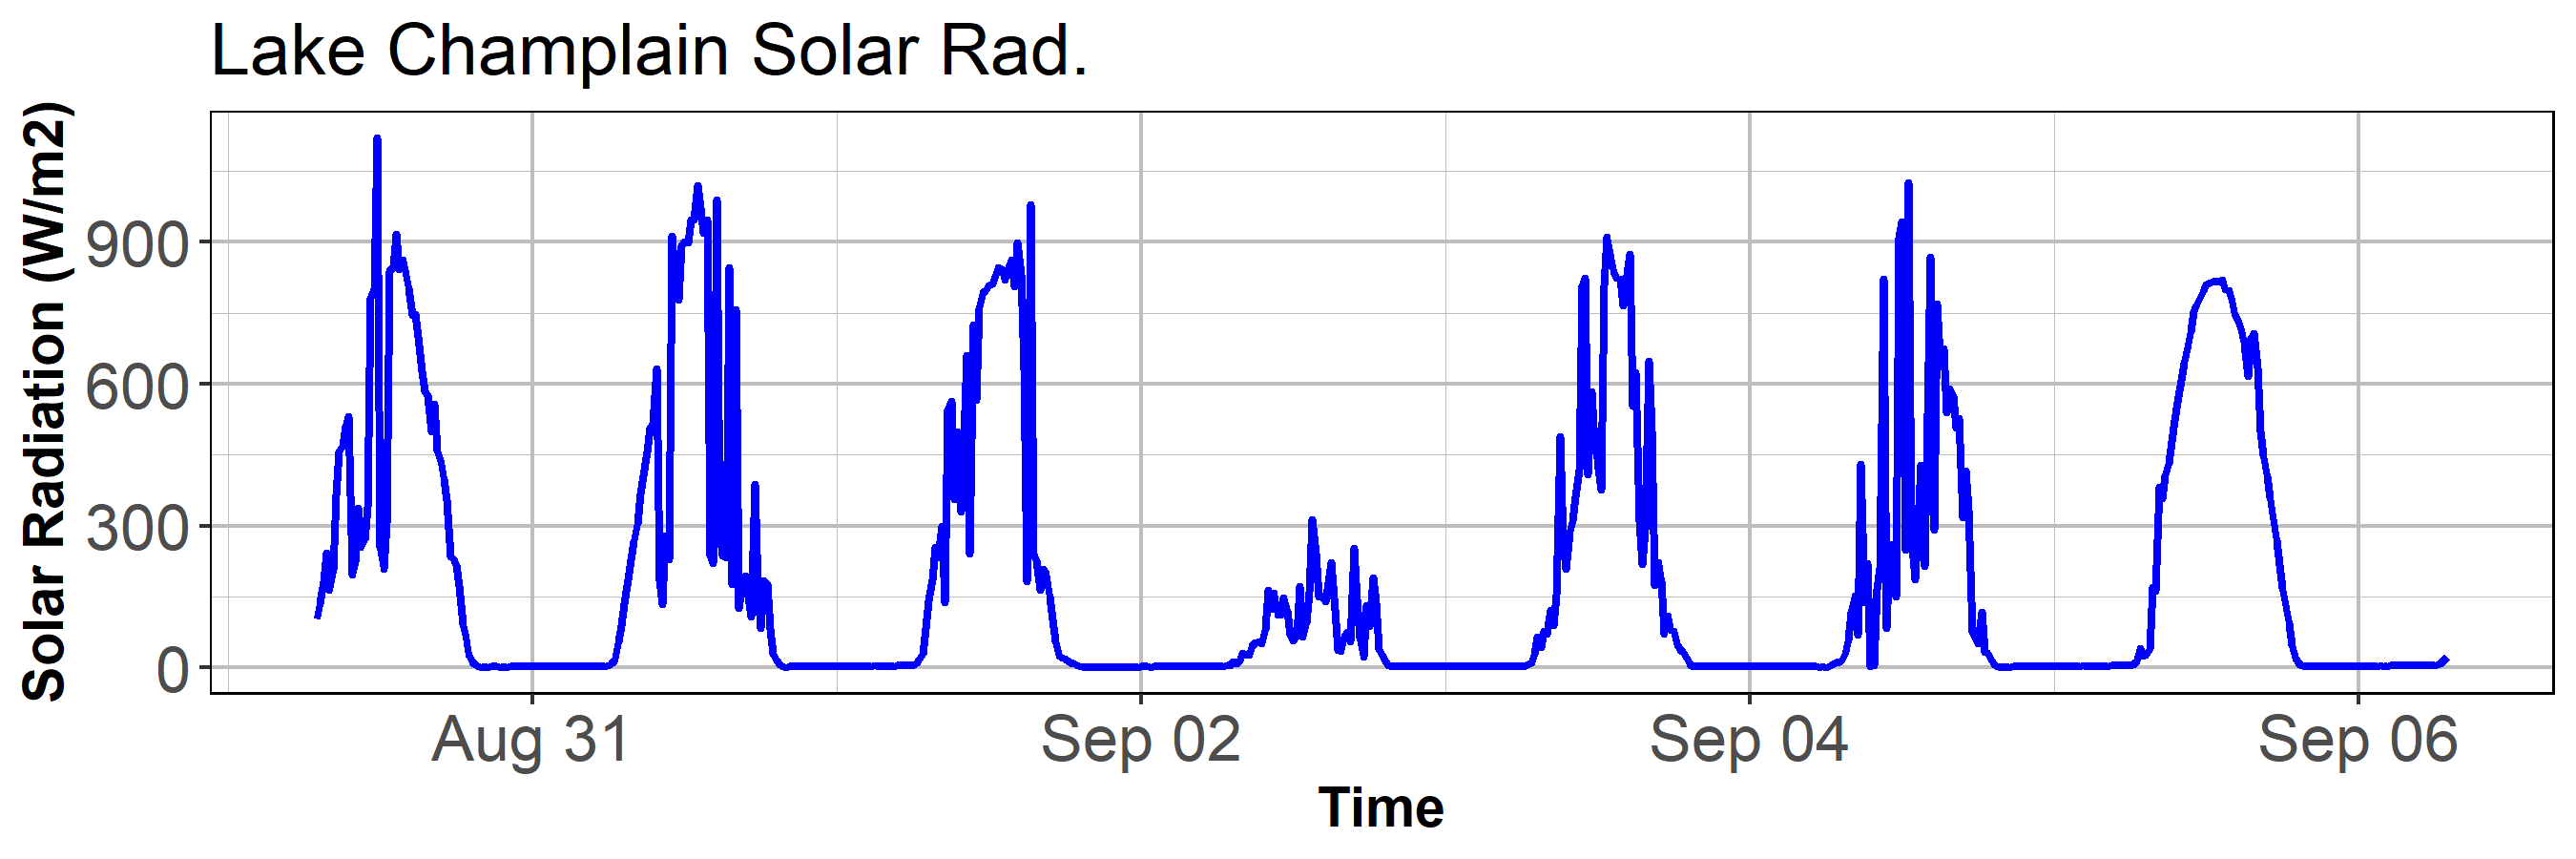 Lake Champlain Solar Rad.
Solar Radiation (W/m2)
900
600
300
0
Aug 31
Sep 02
Sep 04
Sep 06
Time